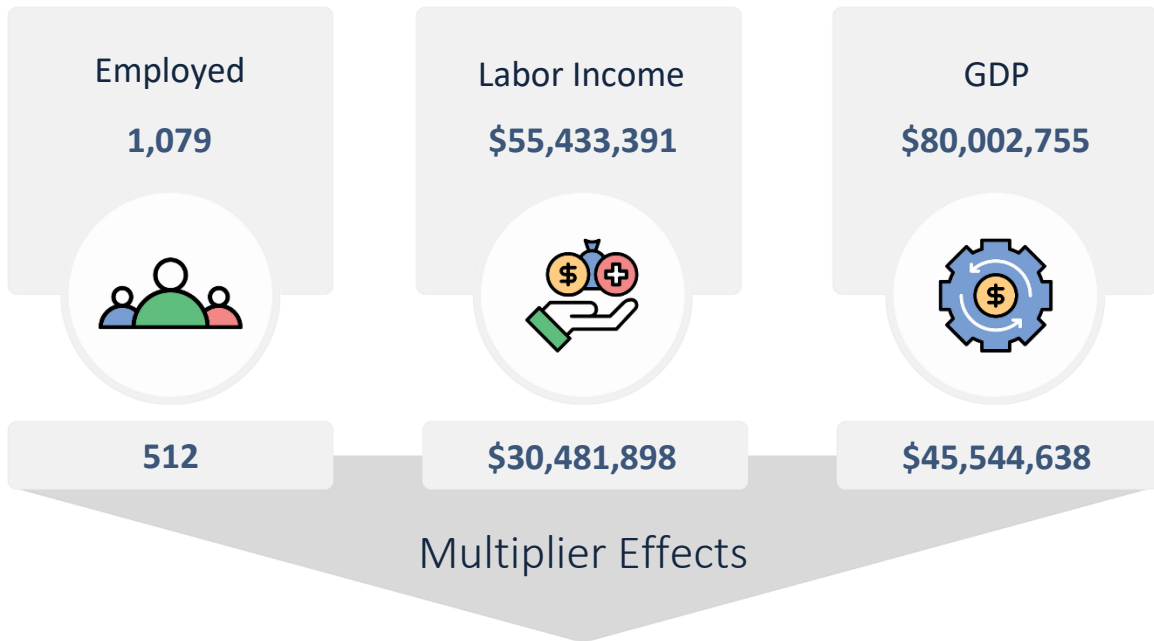 Employed
1,079
Labor Income
$55,433,391
GDP
$80,002,755
$
$
512
$30,481,898
$45,544,638
Multiplier Effects